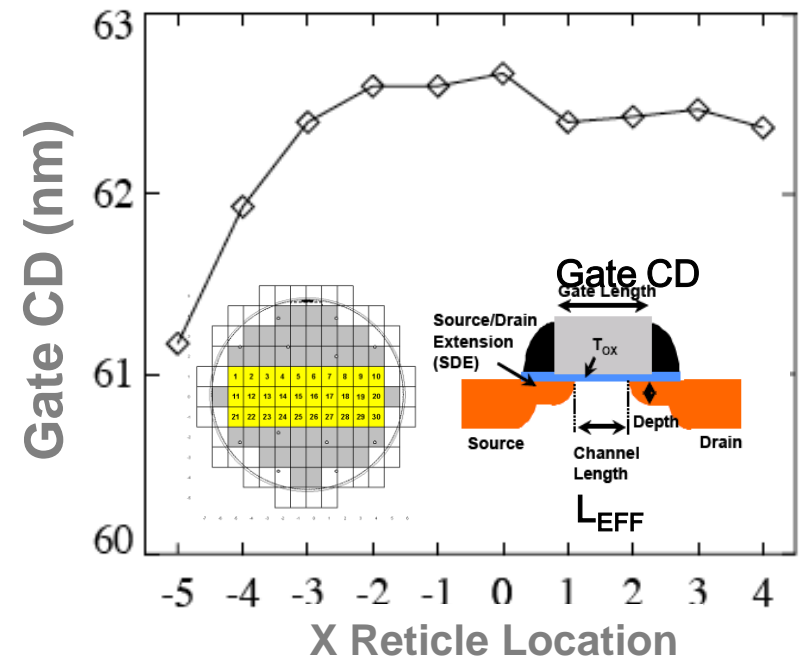 63
62
61
60
Gate CD (nm)
Gate CD
Gate Length
Source/Drain
Extension
(SDE)
TOX
Depth
Source
Drain
Channel
Length
LEFF
1 2 3 4 5 6 7 8 9 10
11 12 13 14 15 16 17 18 19 20
21 22 23 24 25 26 27 28 29 30
-5 -4 -3 -2 -1 0 1 2 3 4
X Reticle Location